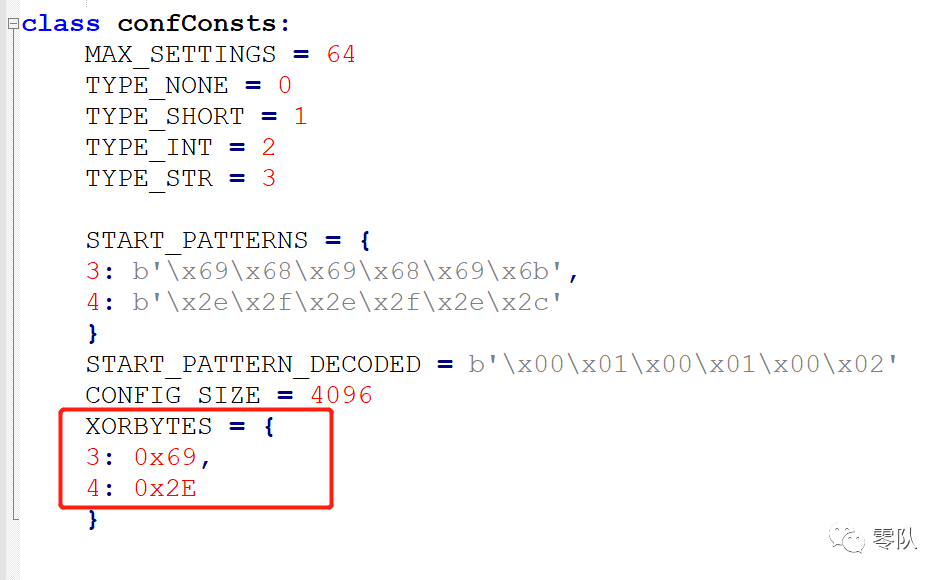 class confConsts:
MAX_SETTINGS = 64
TYPE_NONE = 0
TYPE_SHORT = 1
TYPE_INT = 2
TYPE_STR = 3
START_PATTERNS = {
3: b'\x69\x68\x69\x68\x69\x6b',
4: b'\x2e\x2f\x2e\x2f\x2e\x2c'
}
START_PATTERN_DECODED = b'\x00\x01\x00\x01\x00\x02'
CONFIG_SIZE = 4096
XORBYTES = {
3: 0x69,
4: 0x2E
}
零队